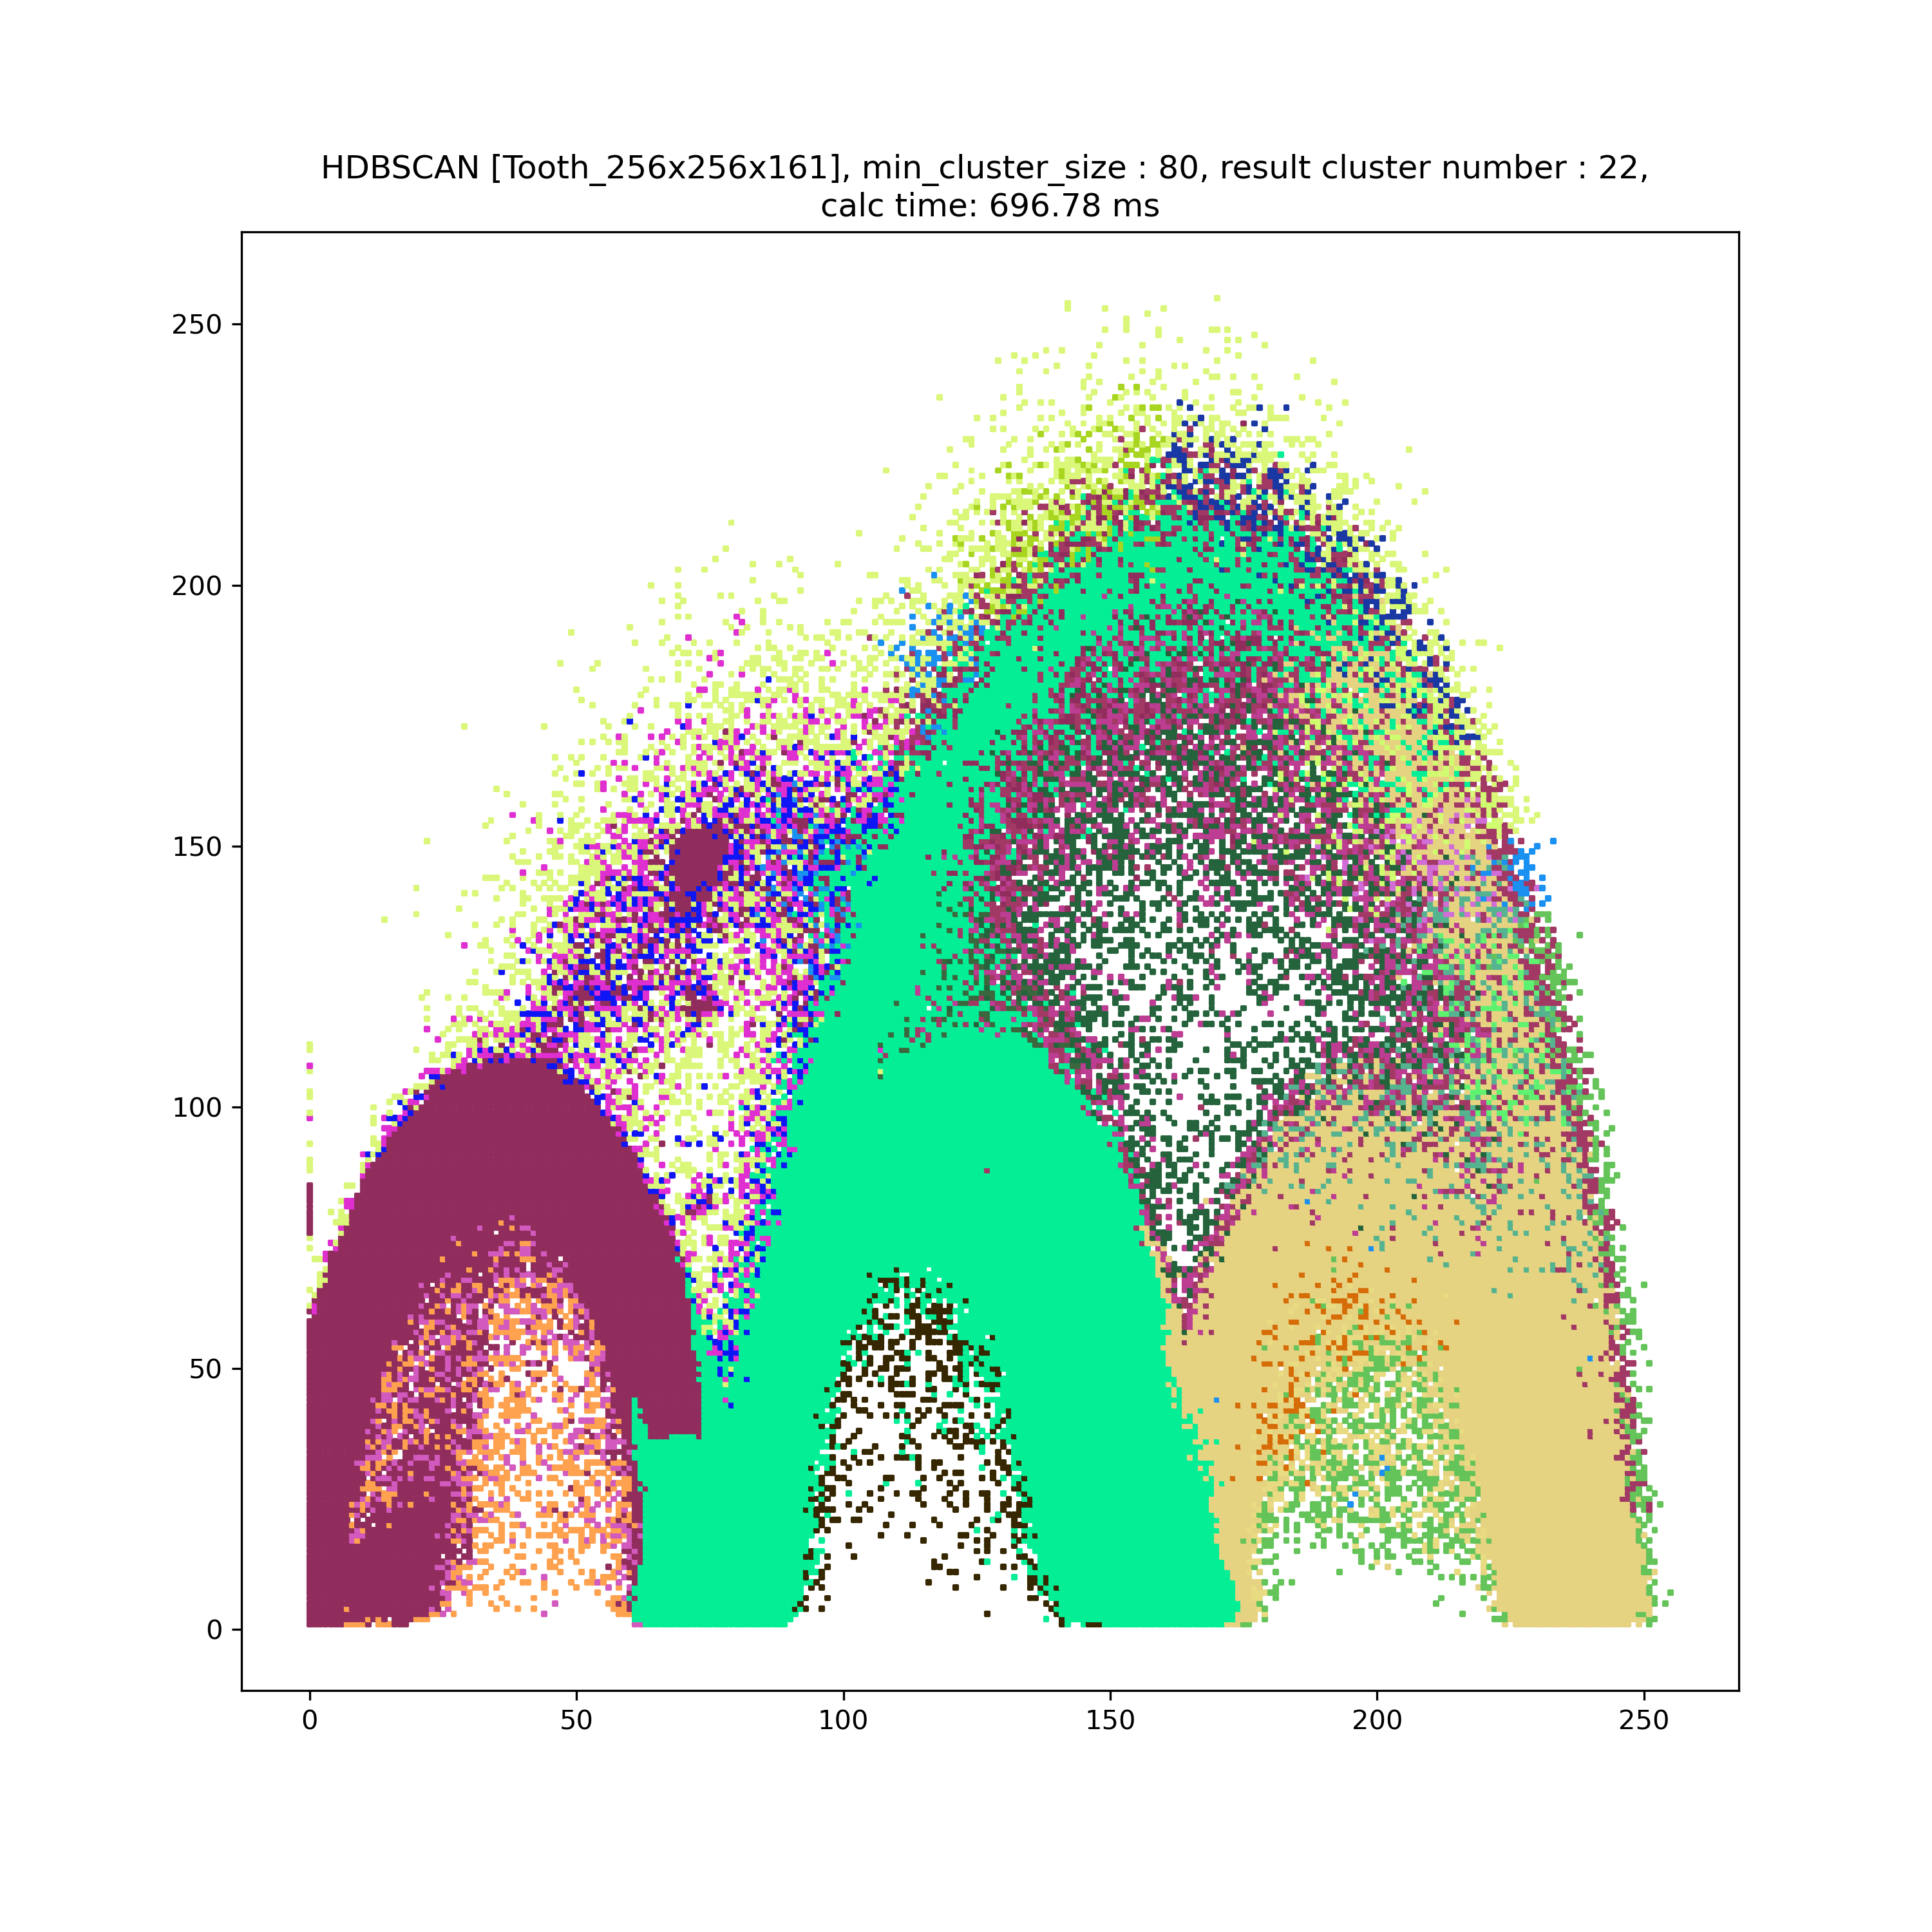 HDBSCAN [Tooth_256x256x161], min_cluster_size : 80, result cluster number : 22,
calc time: 696.78 ms
250
200
150
100
50
0
0 50 100 150 200 250